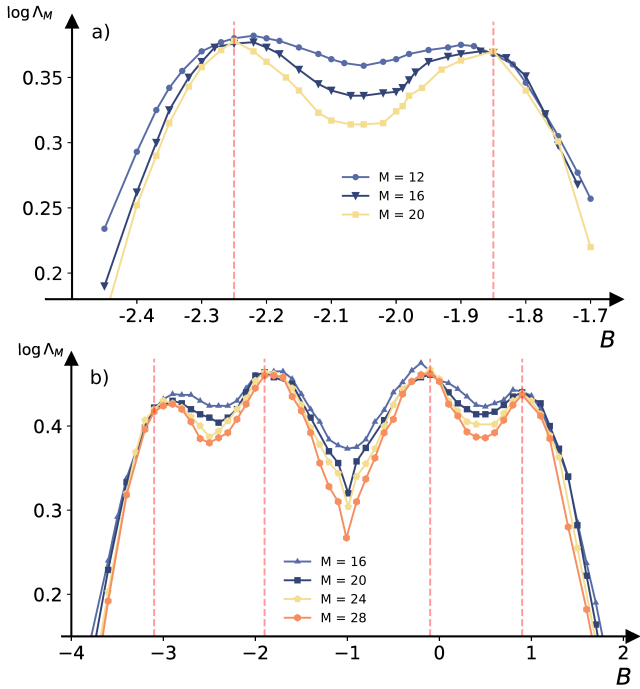 log Λ_M
a)
0.35
0.3
0.25
0.2
M = 12
M = 16
M = 20
-2.4 -2.3 -2.2 -2.1 -2.0 -1.9 -1.8 -1.7
B
log Λ_M
b)
0.4
0.3
0.2
M = 16
M = 20
M = 24
M = 28
−4 −3 −2 −1 0 1 2
B